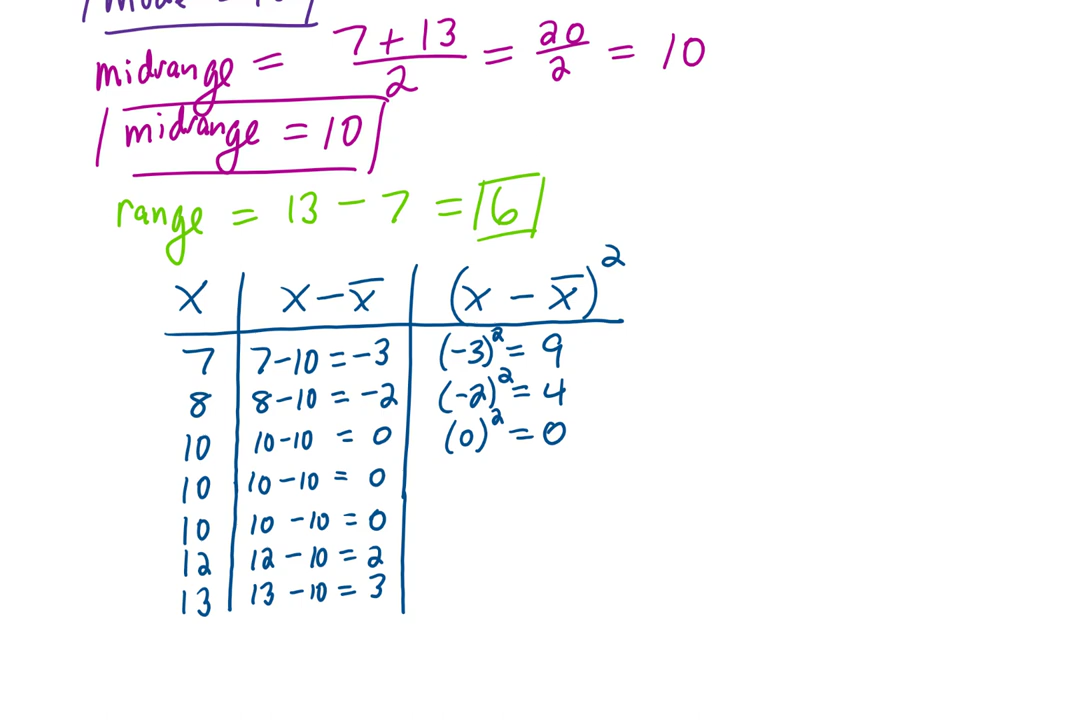 midrange = 7 + 13 / 2 = 20 / 2 = 10
midrange = 10
range = 13 - 7 = 6
x | x - x̄ | (x - x̄)²
7 | 7-10 = -3 | (-3)² = 9
8 | 8-10 = -2 | (-2)² = 4
10 | 10-10 = 0 | (0)² = 0
10 | 10-10 = 0
10 | 10-10 = 0
12 | 12-10 = 2
13 | 13-10 = 3